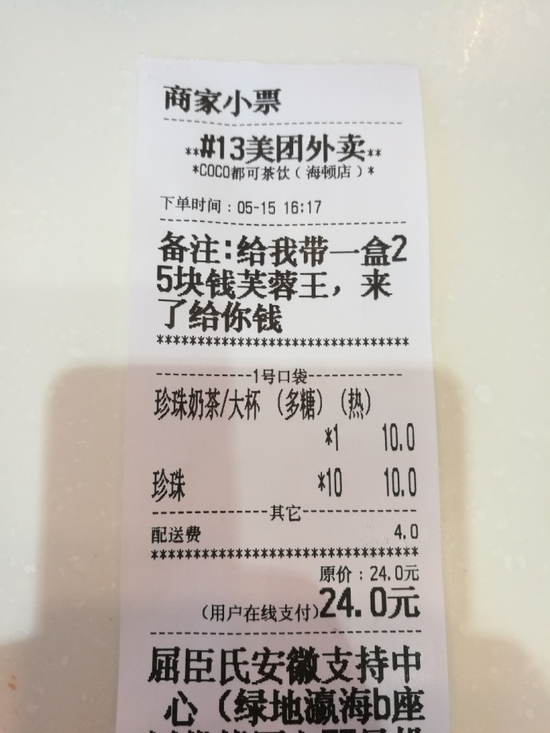 商家小票
**#13美团外卖**
*COCO都可茶饮(海顿店)*
下单时间:05-15 16:17
备注:给我带一盒2
5块钱芙蓉王,来
了给你钱
********************************
1号口袋
珍珠奶茶/大杯 (多糖)(热)
*1 10.0
珍珠 *10 10.0
其它
配送费 4.0
********************************
原价:24.0元
(用户在线支付)24.0元
屈臣氏安徽支持中
心(绿地瀛海b座